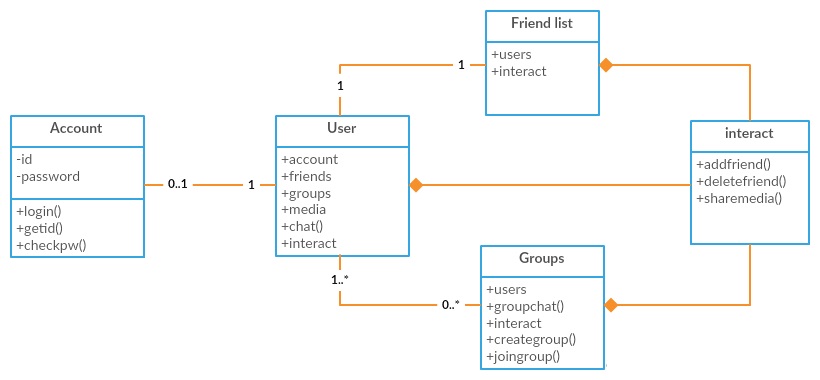 Friend list
+users
+interact
1
1
Account
-id
-password
+login()
+getid()
+checkpw()
0..1
1
User
+account
+friends
+groups
+media
+chat()
+interact
interact
+addfriend()
+deletefriend()
+sharemedia()
1..*
0..*
Groups
+users
+groupchat()
+interact
+creategroup()
+joingroup()